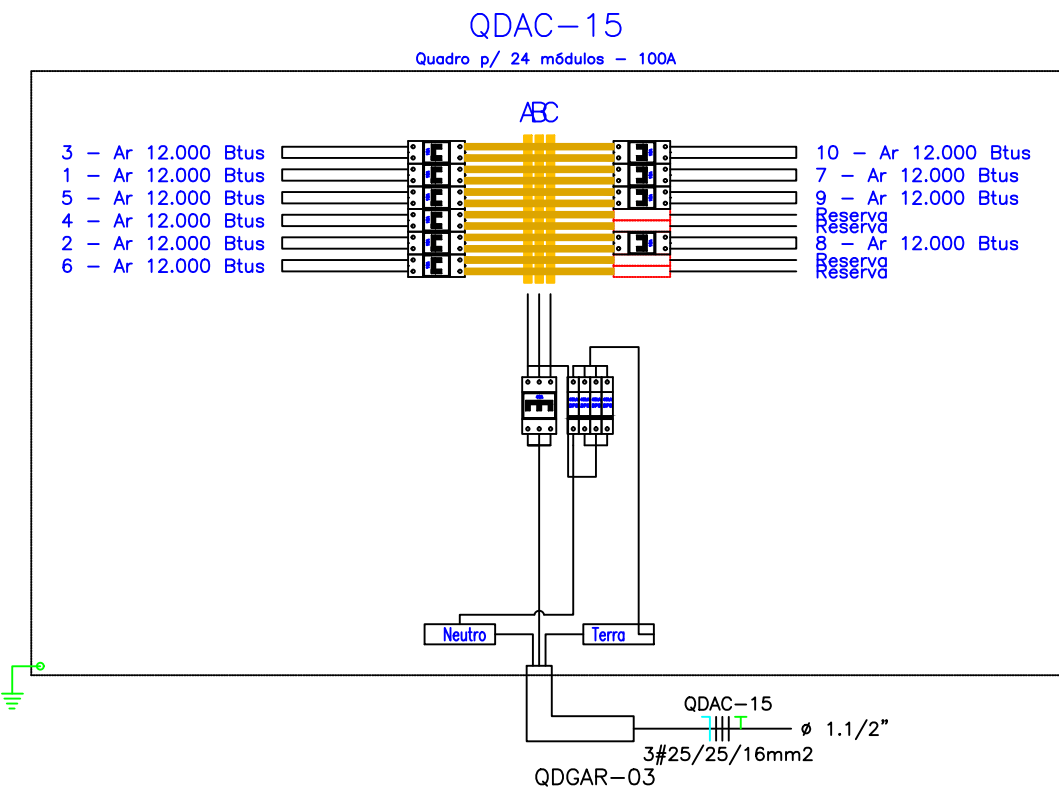 QDAC-15
Quadro p/ 24 módulos - 100A
ABC
3 - Ar 12.000 Btus
1 - Ar 12.000 Btus
5 - Ar 12.000 Btus
4 - Ar 12.000 Btus
2 - Ar 12.000 Btus
6 - Ar 12.000 Btus
10 - Ar 12.000 Btus
7 - Ar 12.000 Btus
9 - Ar 12.000 Btus
Reserva
Reserva
8 - Ar 12.000 Btus
Reserva
Reserva
Neutro
Terra
QDAC-15
ø 1.1/2”
3#25/25/16mm2
QDGAR-03